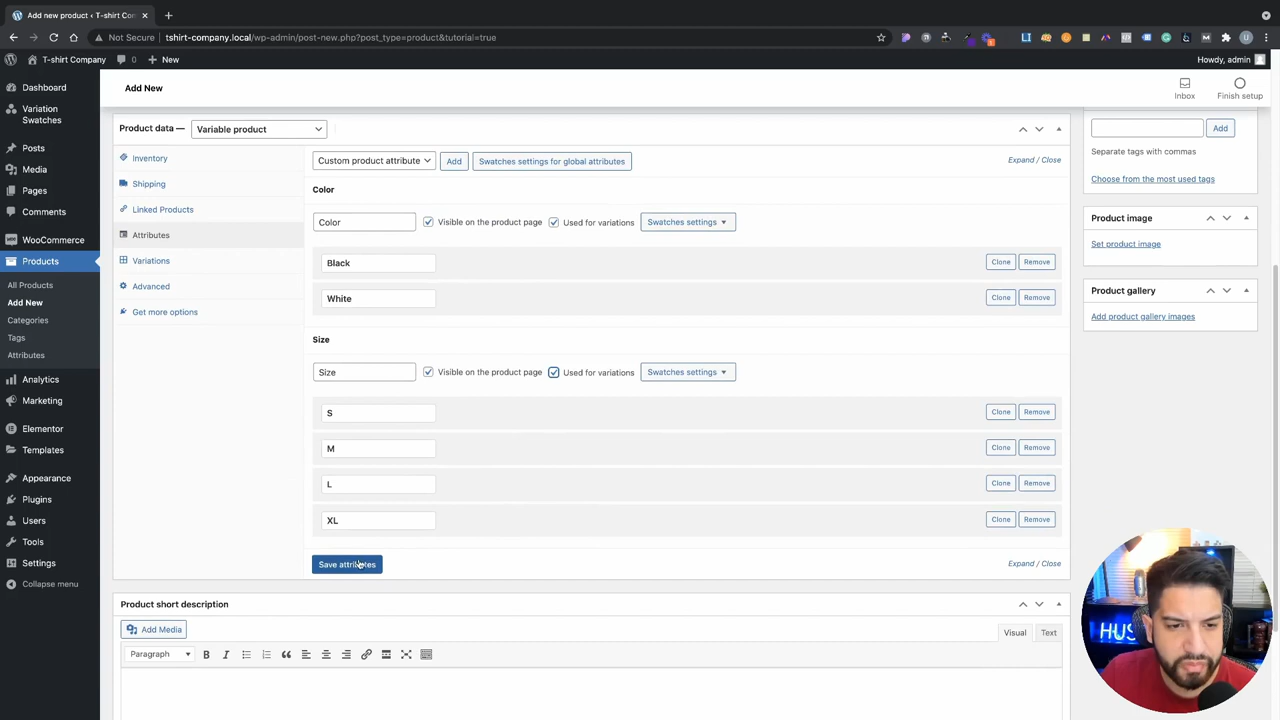 Add new product ‹ T-shirt Com
Not Secure
tshirt-company.local/wp-admin/post-new.php?post_type=product&tutorial=true
T-shirt Company
0
New
Howdy, admin
Dashboard
Variation
Swatches
Posts
Media
Pages
Comments
WooCommerce
Products
All Products
Add New
Categories
Tags
Attributes
Analytics
Marketing
Elementor
Templates
Appearance
Plugins
Users
Tools
Settings
Collapse menu
Add New
Inbox
Finish setup
Product data —
Variable product
Inventory
Shipping
Linked Products
Attributes
Variations
Advanced
Get more options
Custom product attribute
Add
Swatches settings for global attributes
Expand / Close
Color
Color
Visible on the product page
Used for variations
Swatches settings
Black
Clone
Remove
White
Clone
Remove
Size
Size
Visible on the product page
Used for variations
Swatches settings
S
Clone
Remove
M
Clone
Remove
L
Clone
Remove
XL
Clone
Remove
Save attributes
Expand / Close
Product short description
Add Media
Visual
Text
Paragraph
Add
Separate tags with commas
Choose from the most used tags
Product image
Set product image
Product gallery
Add product gallery images
HUS